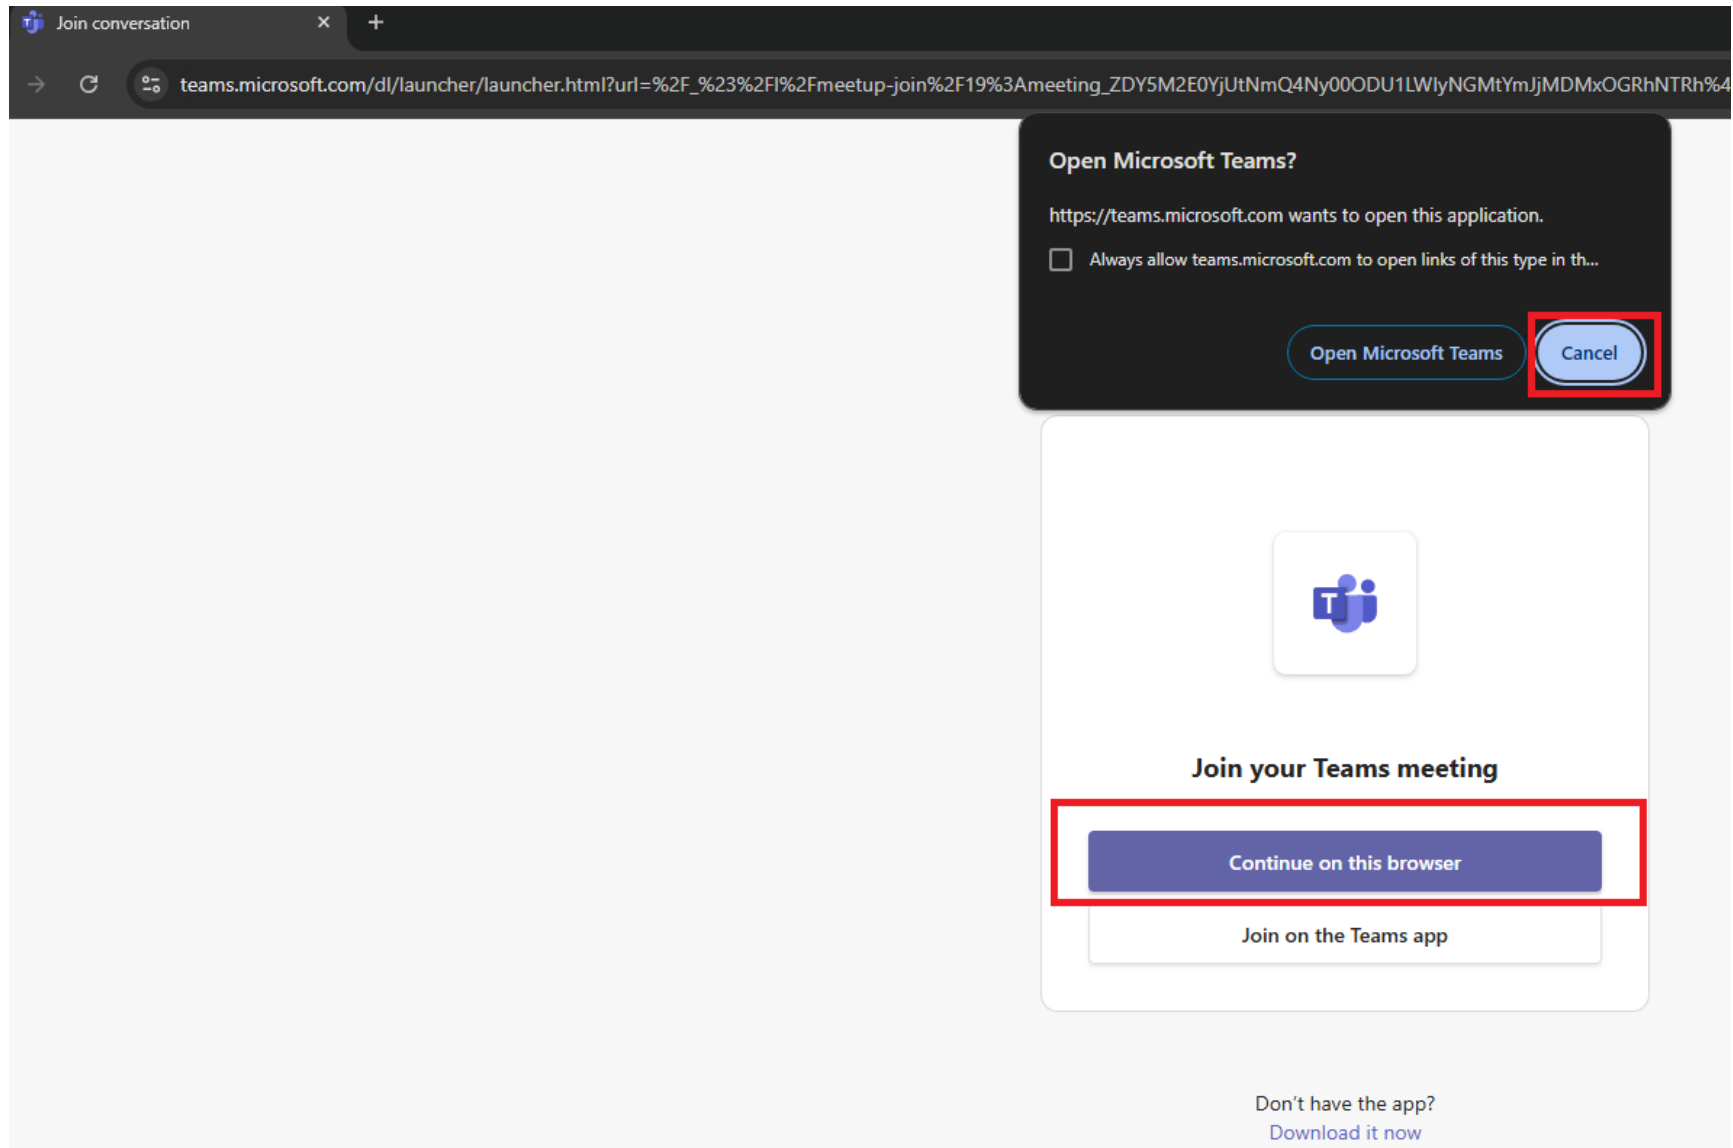 Join conversation
teams.microsoft.com/dl/launcher/launcher.html?url=%2F_%23%2Fl%2Fmeetup-join%2F19%3Ameeting_ZDY5M2E0YjUtNmQ4Ny00ODU1LWIyNGMtYmJjMDMxOGRhNTRh%4
Open Microsoft Teams?
https://teams.microsoft.com wants to open this application.
Always allow teams.microsoft.com to open links of this type in th...
Open Microsoft Teams
Cancel
T
Join your Teams meeting
Continue on this browser
Join on the Teams app
Don't have the app?
Download it now